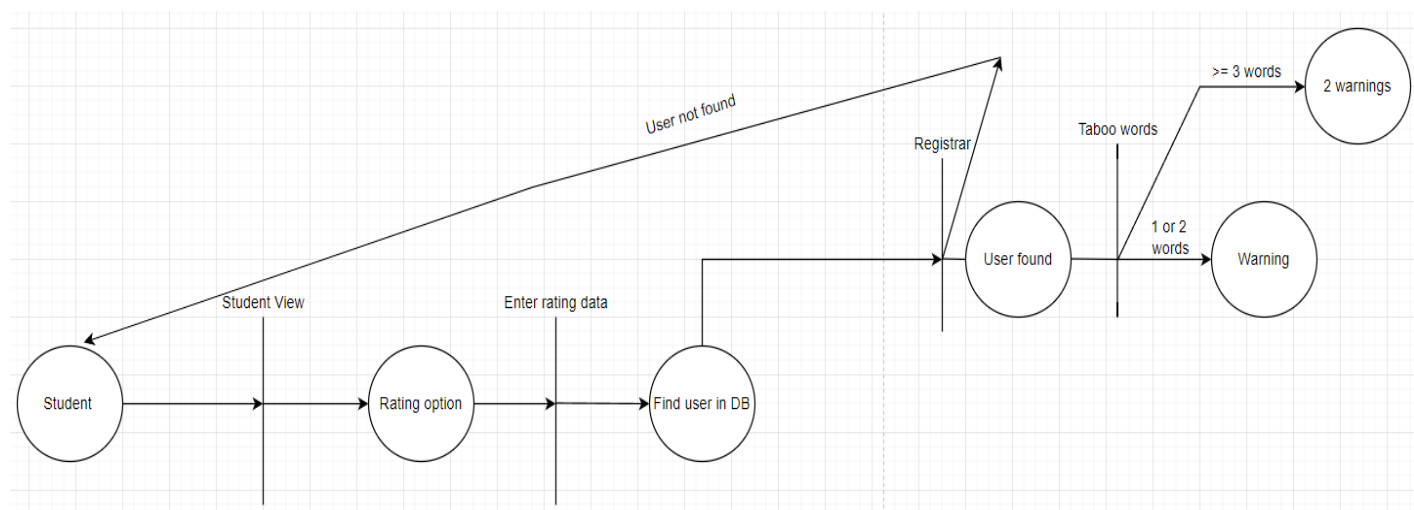 >= 3 words
2 warnings
User not found
Taboo words
Registrar
1 or 2
words
User found
Warning
Student View
Enter rating data
Student
Rating option
Find user in DB